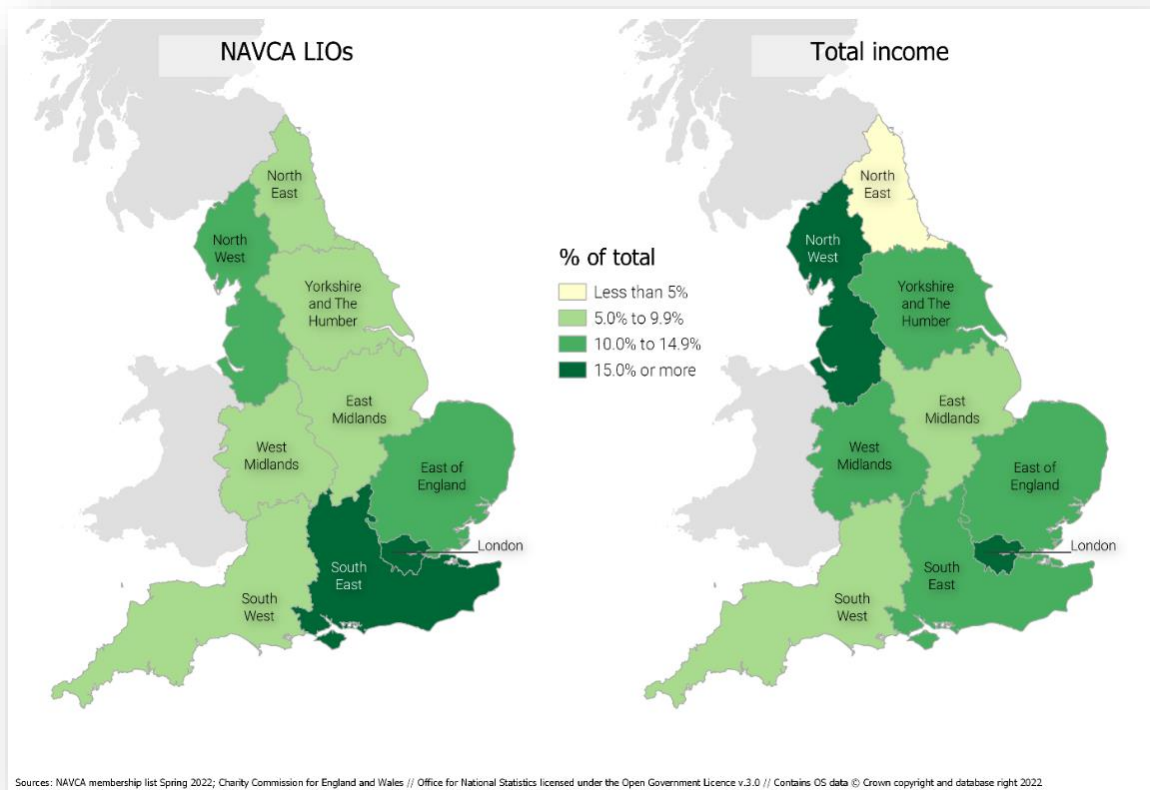 NAVCA LIOs
North
East
North
West
Yorkshire
and The
Humber
East
Midlands
West
Midlands
East of
England
London
South
East
South
West
% of total
Less than 5%
5.0% to 9.9%
10.0% to 14.9%
15.0% or more
Total income
North
East
North
West
Yorkshire
and The
Humber
East
Midlands
West
Midlands
East of
England
London
South
East
South
West
Sources: NAVCA membership list Spring 2022; Charity Commission for England and Wales // Office for National Statistics licensed under the Open Government Licence v.3.0 // Contains OS data © Crown copyright and database right 2022